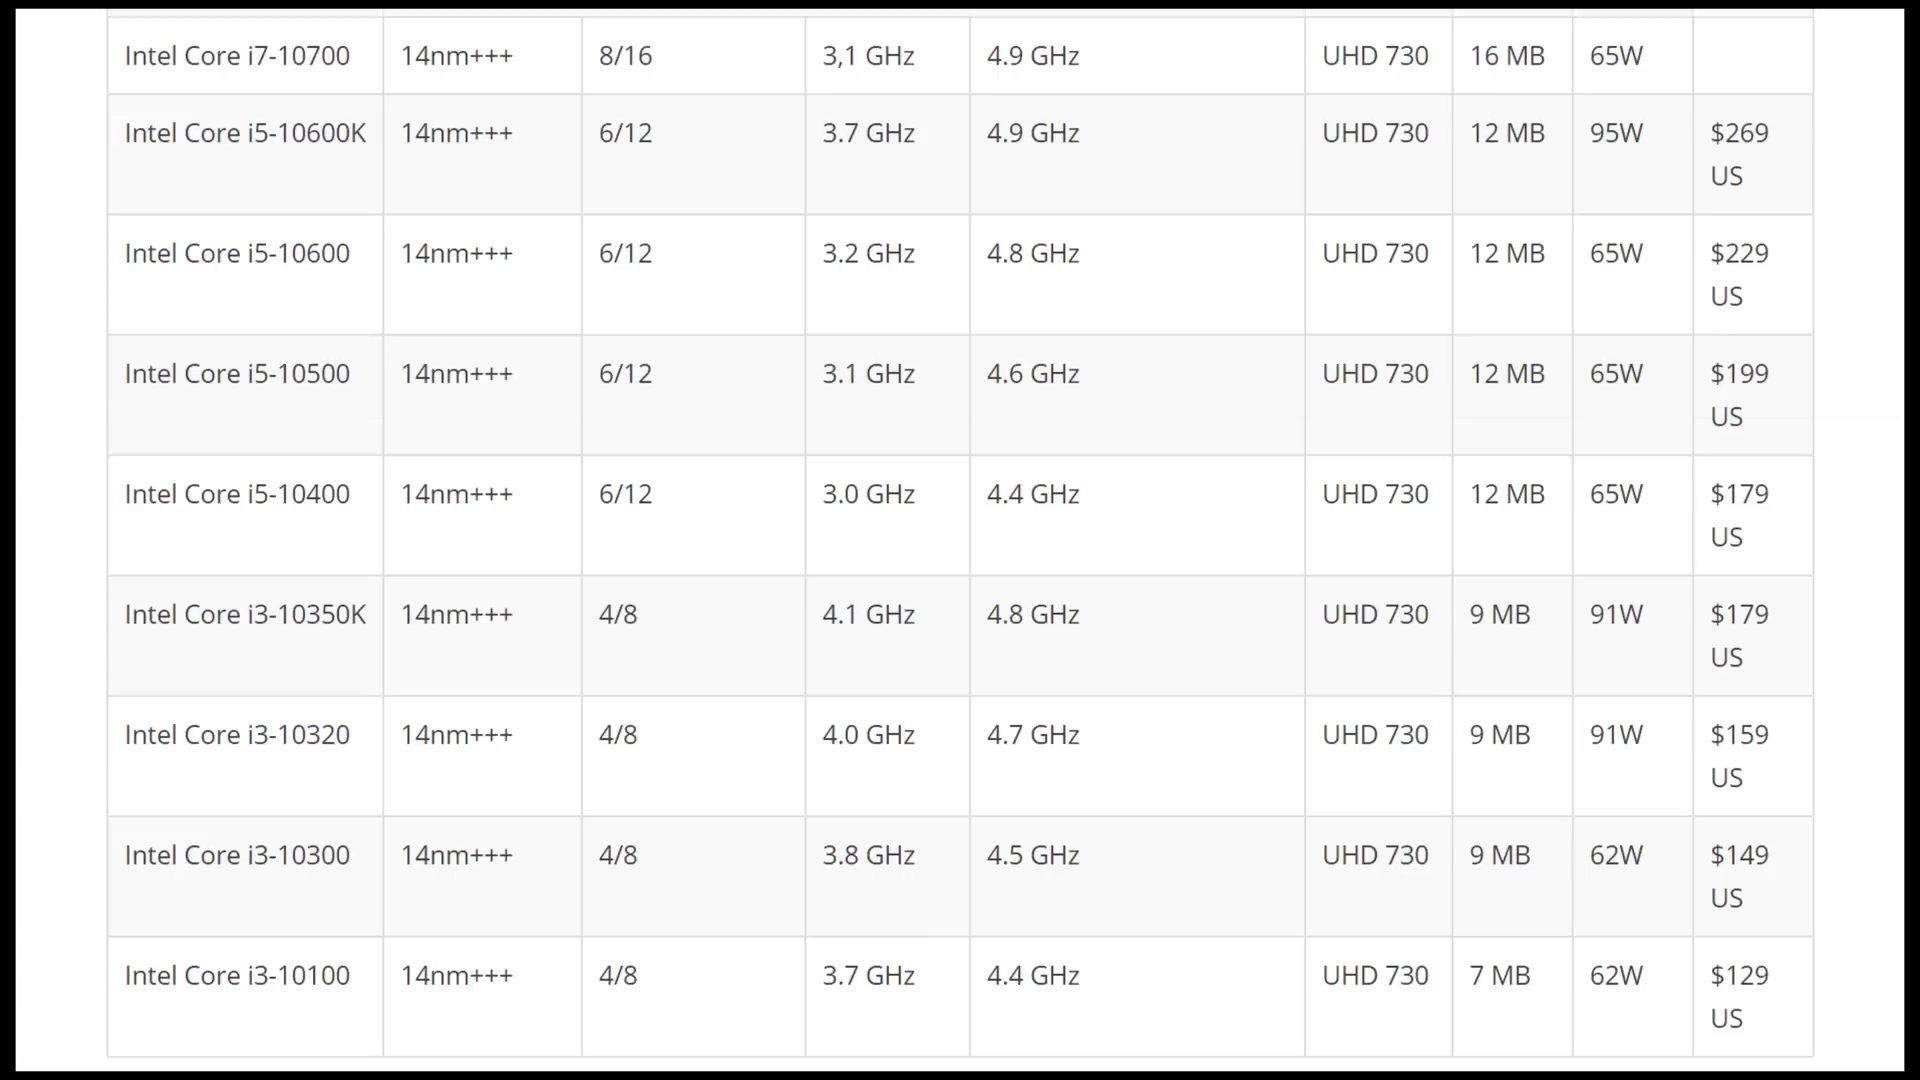 Intel Core i7-10700 14nm+++ 8/16 3,1 GHz 4.9 GHz UHD 730 16 MB 65W
Intel Core i5-10600K 14nm+++ 6/12 3.7 GHz 4.9 GHz UHD 730 12 MB 95W $269
US
Intel Core i5-10600 14nm+++ 6/12 3.2 GHz 4.8 GHz UHD 730 12 MB 65W $229
US
Intel Core i5-10500 14nm+++ 6/12 3.1 GHz 4.6 GHz UHD 730 12 MB 65W $199
US
Intel Core i5-10400 14nm+++ 6/12 3.0 GHz 4.4 GHz UHD 730 12 MB 65W $179
US
Intel Core i3-10350K 14nm+++ 4/8 4.1 GHz 4.8 GHz UHD 730 9 MB 91W $179
US
Intel Core i3-10320 14nm+++ 4/8 4.0 GHz 4.7 GHz UHD 730 9 MB 91W $159
US
Intel Core i3-10300 14nm+++ 4/8 3.8 GHz 4.5 GHz UHD 730 9 MB 62W $149
US
Intel Core i3-10100 14nm+++ 4/8 3.7 GHz 4.4 GHz UHD 730 7 MB 62W $129
US